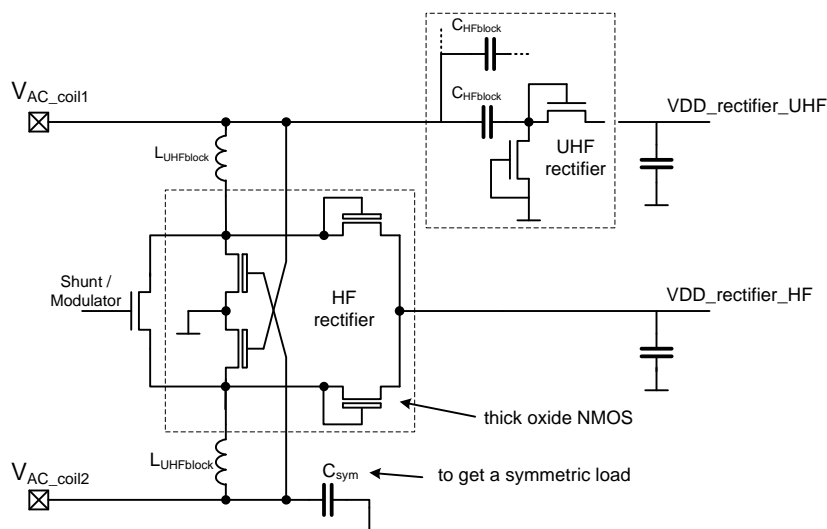 C_HFblock
V_AC_coil1
C_HFblock
VDD_rectifier_UHF
L_UHFblock
UHF
rectifier
Shunt /
Modulator
HF
rectifier
VDD_rectifier_HF
thick oxide NMOS
L_UHFblock
V_AC_coil2
C_sym
to get a symmetric load